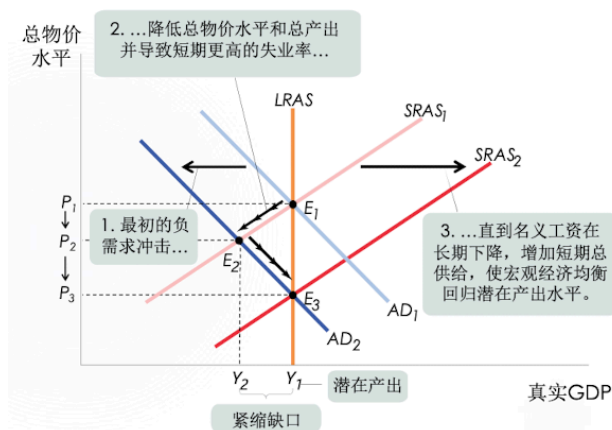 总物价
水平
2. …降低总物价水平和总产出
并导致短期更高的失业率…
LRAS
SRAS₁
SRAS₂
P₁
P₂
P₃
1. 最初的负
需求冲击…
E₁
E₂
E₃
3. …直到名义工资在
长期下降，增加短期总
供给，使宏观经济均衡
回归潜在产出水平。
AD₁
AD₂
Y₂
Y₁
潜在产出
真实GDP
紧缩缺口